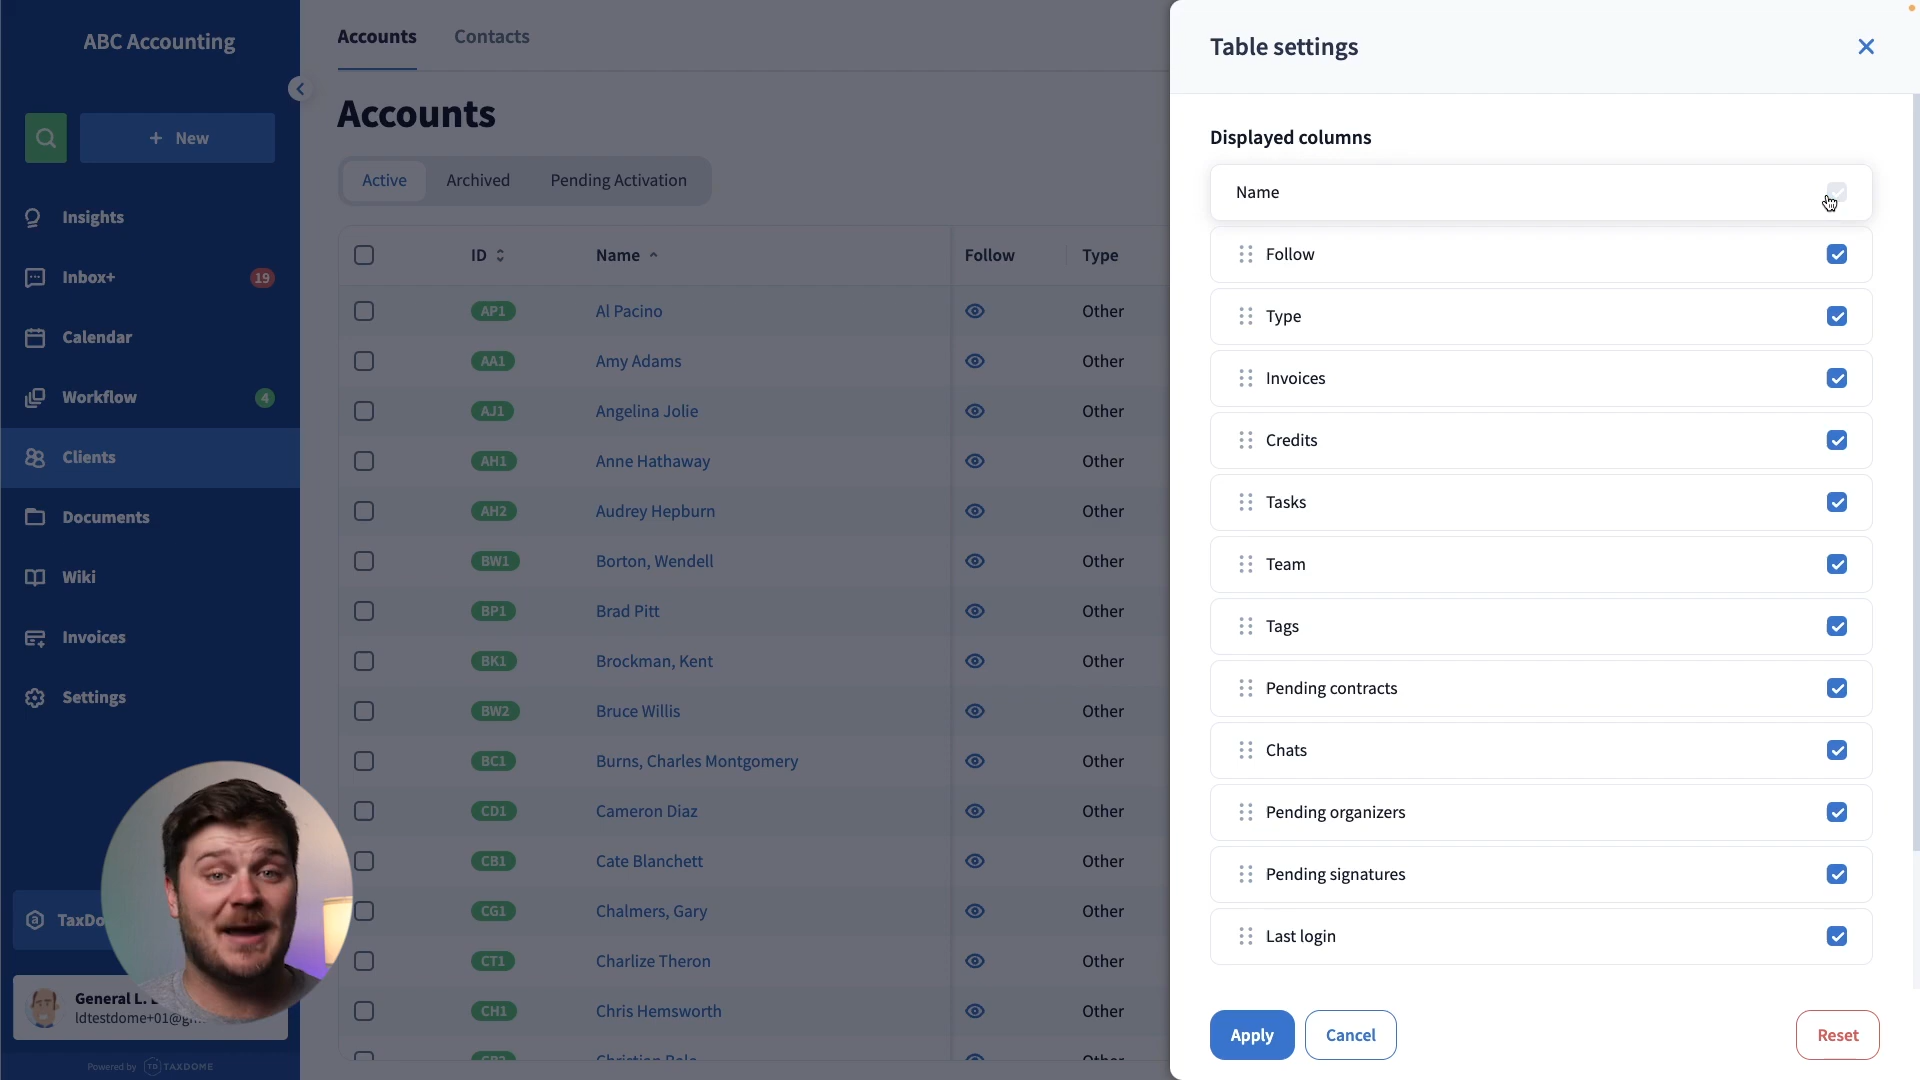 ABC Accounting
+ New
Insights
Inbox+ 19
Calendar
Workflow 4
Clients
Documents
Wiki
Invoices
Settings
TaxDo
General L.
ldtestdome+01@g
Powered by TD TAXDOME
Accounts Contacts
Accounts
Active Archived Pending Activation
ID Name Follow Type
AP1 Al Pacino Other
AA1 Amy Adams Other
AJ1 Angelina Jolie Other
AH1 Anne Hathaway Other
AH2 Audrey Hepburn Other
BW1 Borton, Wendell Other
BP1 Brad Pitt Other
BK1 Brockman, Kent Other
BW2 Bruce Willis Other
BC1 Burns, Charles Montgomery Other
CD1 Cameron Diaz Other
CB1 Cate Blanchett Other
CG1 Chalmers, Gary Other
CT1 Charlize Theron Other
CH1 Chris Hemsworth Other
Table settings
Displayed columns
Name
Follow
Type
Invoices
Credits
Tasks
Team
Tags
Pending contracts
Chats
Pending organizers
Pending signatures
Last login
Apply Cancel Reset